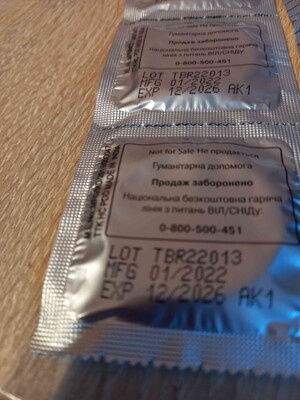 Гуманітарна допомога
Продаж заборонено
Національна безкоштовна гаряча
лінія з питань ВІЛ/СНІДу:
0-800-500-451
LOT TBR22013
MFG 01/2022
EXP 12/2026 AK1
Not for Sale Не продається
Гуманітарна допомога
Продаж заборонено
Національна безкоштовна гаряча
лінія з питань ВІЛ/СНІДу:
0-800-500-451
LOT TBR22013
MFG 01/2022
EXP 12/2026 AK1